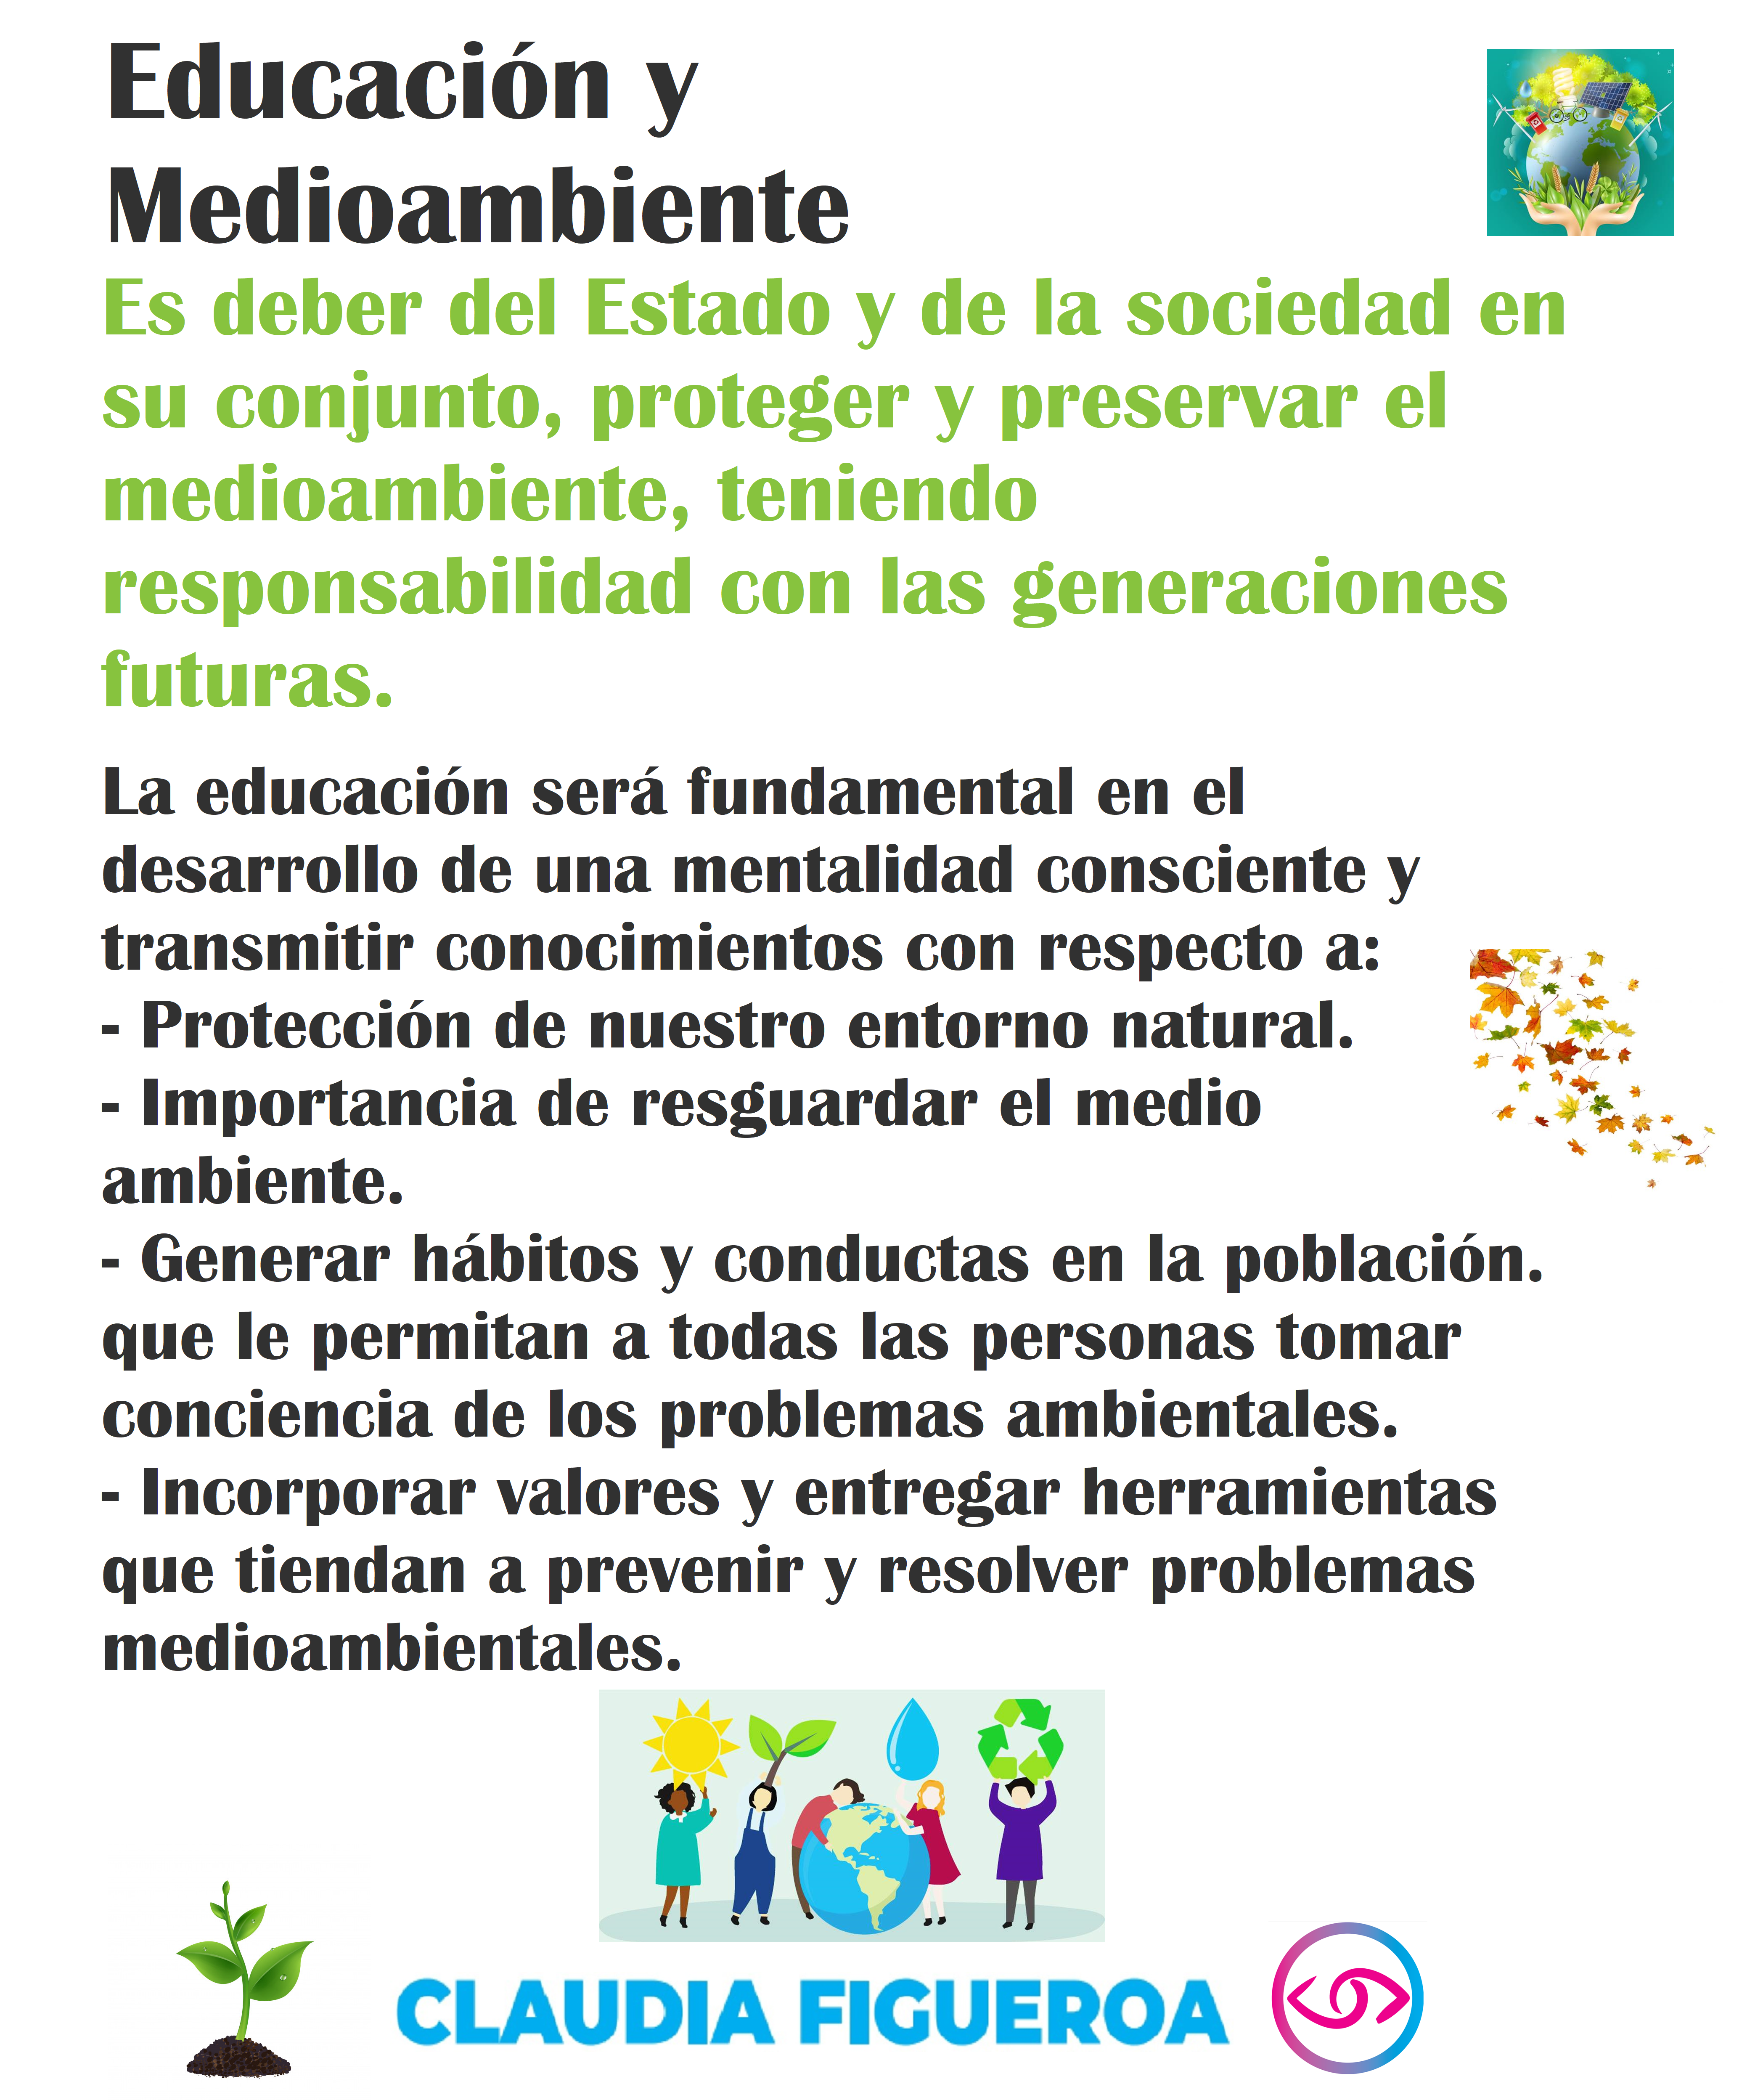 Educación y
Medioambiente
Es deber del Estado y de la sociedad en
su conjunto, proteger y preservar el
medioambiente, teniendo
responsabilidad con las generaciones
futuras.
La educación será fundamental en el
desarrollo de una mentalidad consciente y
transmitir conocimientos con respecto a:
- Protección de nuestro entorno natural.
- Importancia de resguardar el medio
ambiente.
- Generar hábitos y conductas en la población.
que le permitan a todas las personas tomar
conciencia de los problemas ambientales.
- Incorporar valores y entregar herramientas
que tiendan a prevenir y resolver problemas
medioambientales.
CLAUDIA FIGUEROA